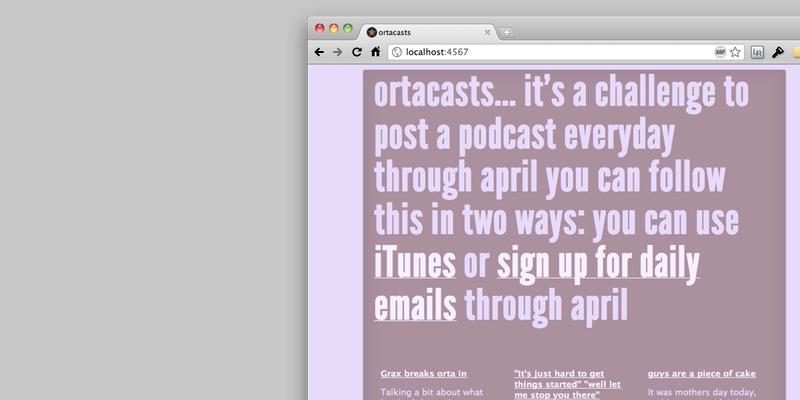 ortacasts
localhost:4567
ABP
LR
ortacasts... it's a challenge to
post a podcast everyday
through april you can follow
this in two ways: you can use
iTunes or sign up for daily
emails through april
Grax breaks orta in
Talking a bit about what
"It's just hard to get
things started" "well let
me stop you there"
guys are a piece of cake
It was mothers day today,